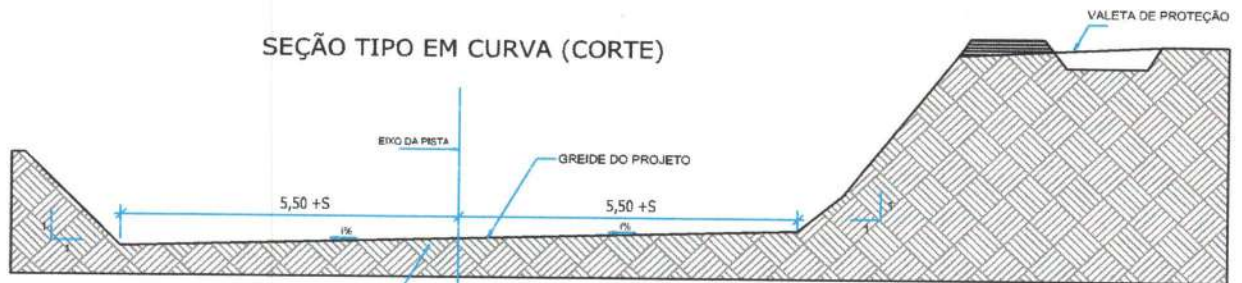 VALETA DE PROTEÇÃO
SEÇÃO TIPO EM CURVA (CORTE)
EIXO DA PISTA
GREIDE DO PROJETO
5,50 +S
5,50 +S
i%
i%
1
1
1
1